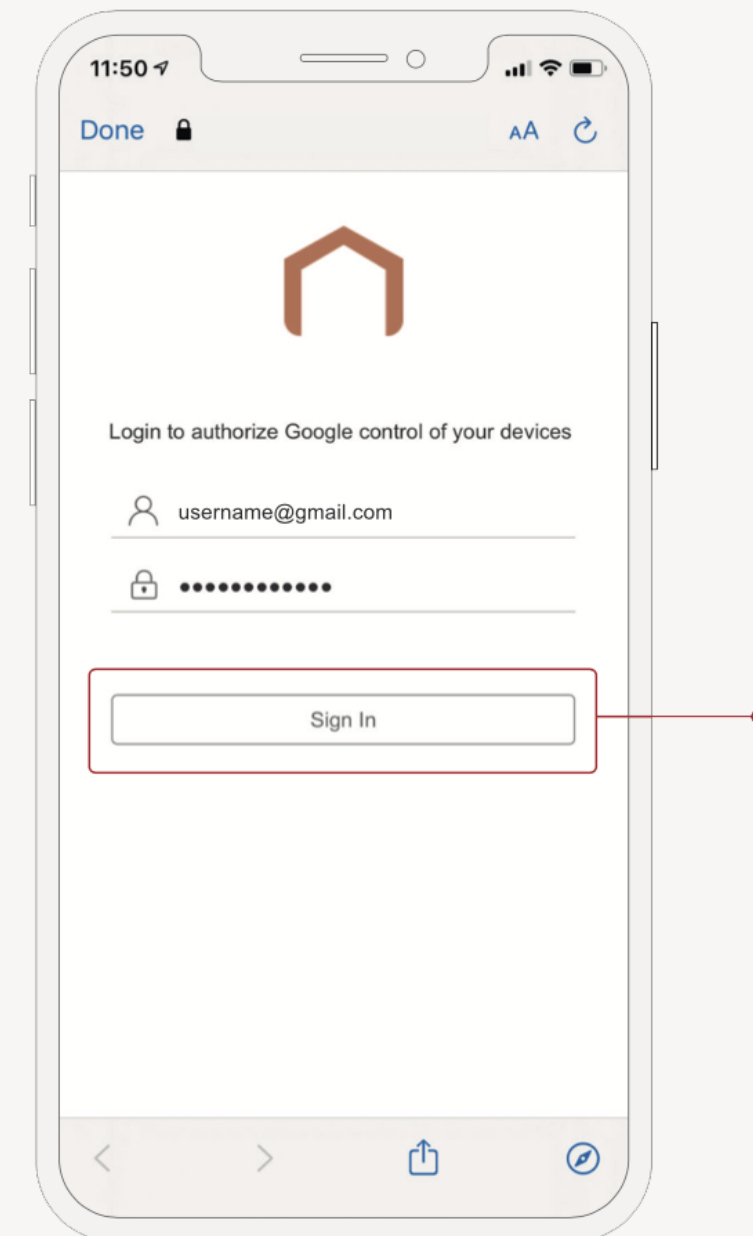 11:50
Done AA
Login to authorize Google control of your devices
username@gmail.com
••••••••••••
Sign In